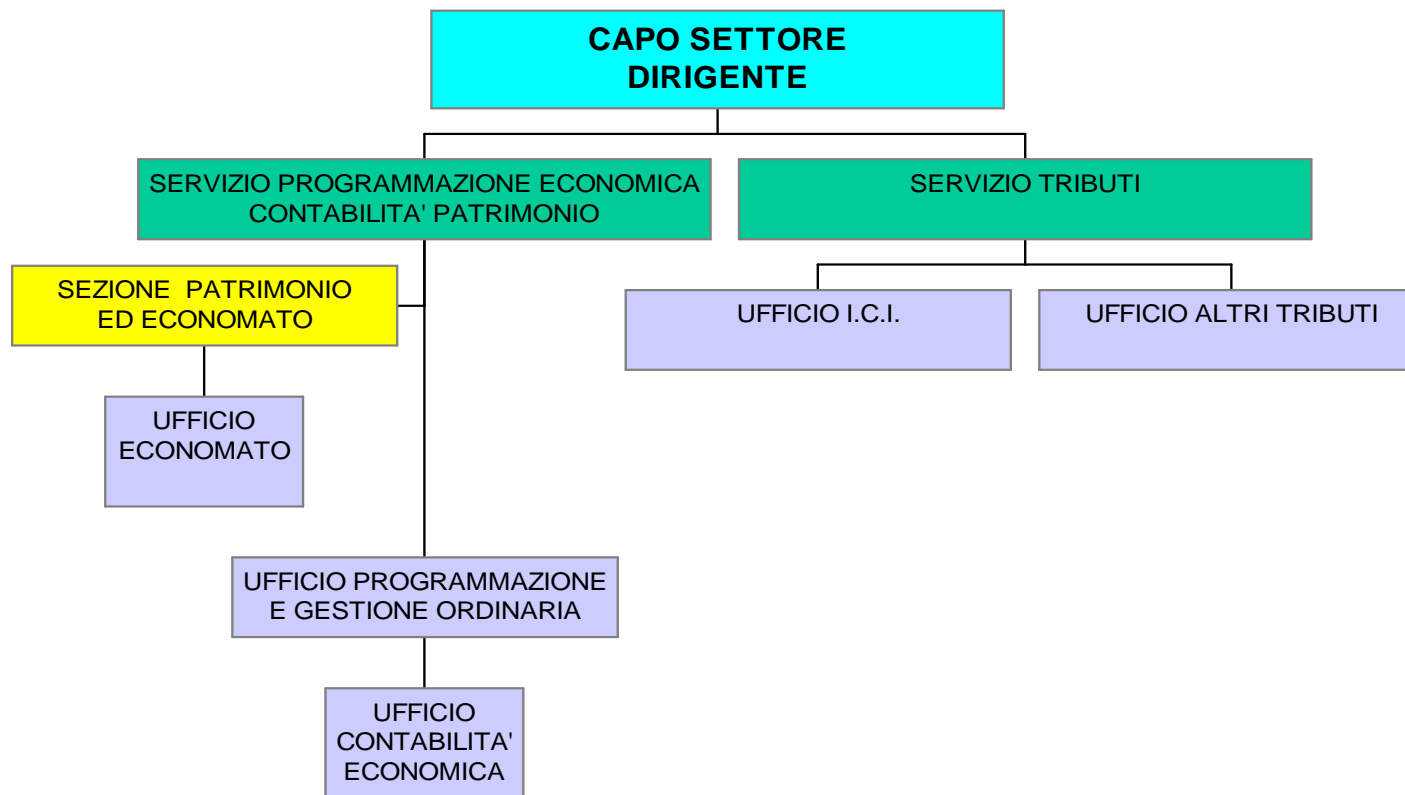 CAPO SETTORE
DIRIGENTE
SERVIZIO PROGRAMMAZIONE ECONOMICA
CONTABILITA' PATRIMONIO
SERVIZIO TRIBUTI
SEZIONE PATRIMONIO
ED ECONOMATO
UFFICIO I.C.I.
UFFICIO ALTRI TRIBUTI
UFFICIO
ECONOMATO
UFFICIO PROGRAMMAZIONE
E GESTIONE ORDINARIA
UFFICIO
CONTABILITA'
ECONOMICA